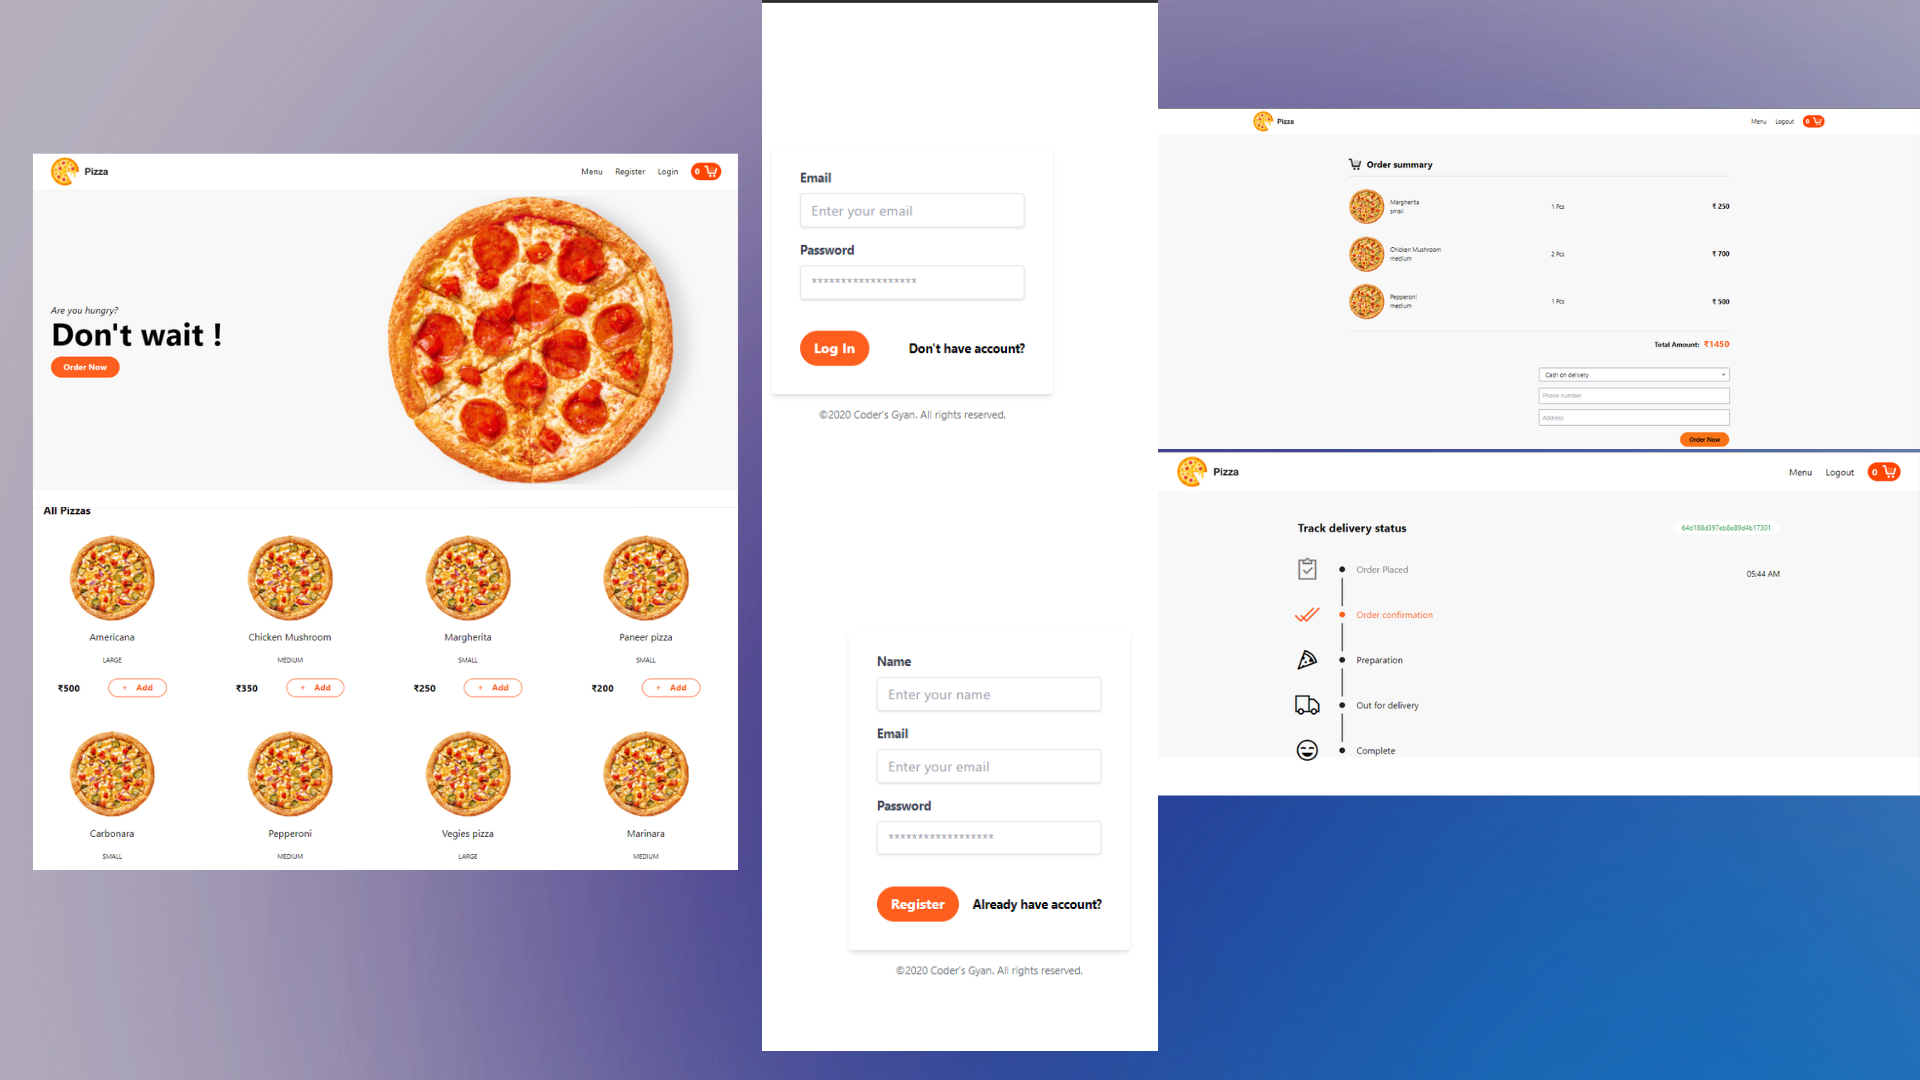 Pizza
Menu Register Login 0
Are you hungry?
Don't wait !
Order Now
All Pizzas
Americana Chicken Mushroom Margherita Paneer pizza
LARGE MEDIUM SMALL SMALL
₹500 + Add ₹350 + Add ₹250 + Add ₹200 + Add
Carbonara Pepperoni Vegies pizza Marinara
SMALL MEDIUM LARGE MEDIUM
Email
Enter your email
Password
******************
Log In Don't have account?
©2020 Coder's Gyan. All rights reserved.
Name
Enter your name
Email
Enter your email
Password
******************
Register Already have account?
©2020 Coder's Gyan. All rights reserved.
Pizza
Menu Logout 0
Order summary
Margherita
small
1 Pcs
₹ 250
Chicken Mushroom
medium
2 Pcs
₹ 700
Pepperoni
medium
1 Pcs
₹ 500
Total Amount: ₹1450
Cash on delivery
Phone number
Address
Order Now
Pizza
Menu Logout 0
Track delivery status
64d188d397eb8e89d4b17301
Order Placed
05:44 AM
Order confirmation
Preparation
Out for delivery
Complete